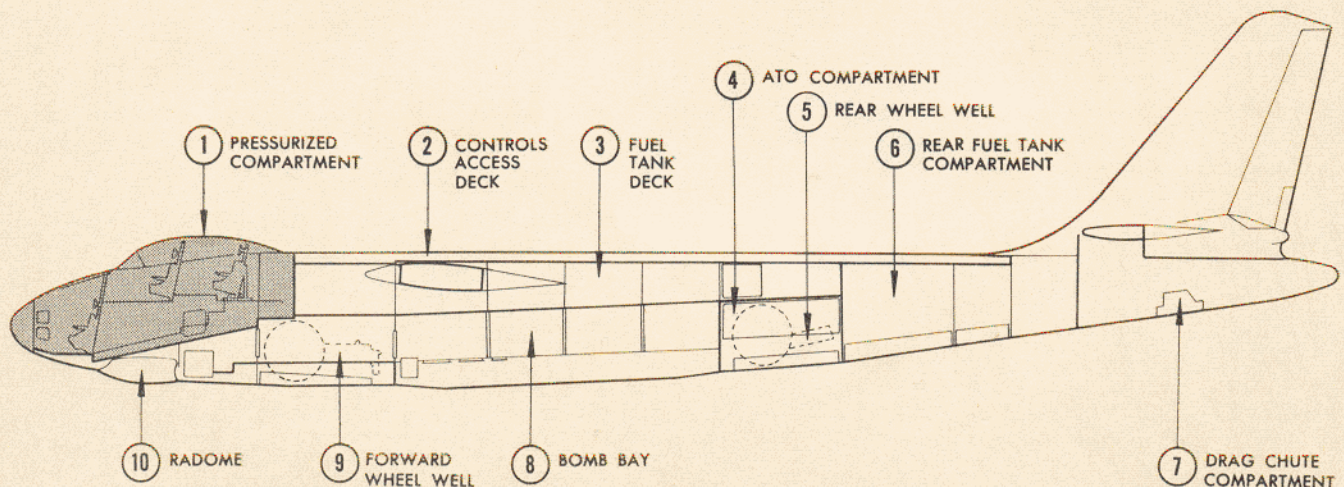 1 PRESSURIZED
COMPARTMENT
2 CONTROLS
ACCESS
DECK
3 FUEL
TANK
DECK
4 ATO COMPARTMENT
5 REAR WHEEL WELL
6 REAR FUEL TANK
COMPARTMENT
7 DRAG CHUTE
COMPARTMENT
8 BOMB BAY
9 FORWARD
WHEEL WELL
10 RADOME